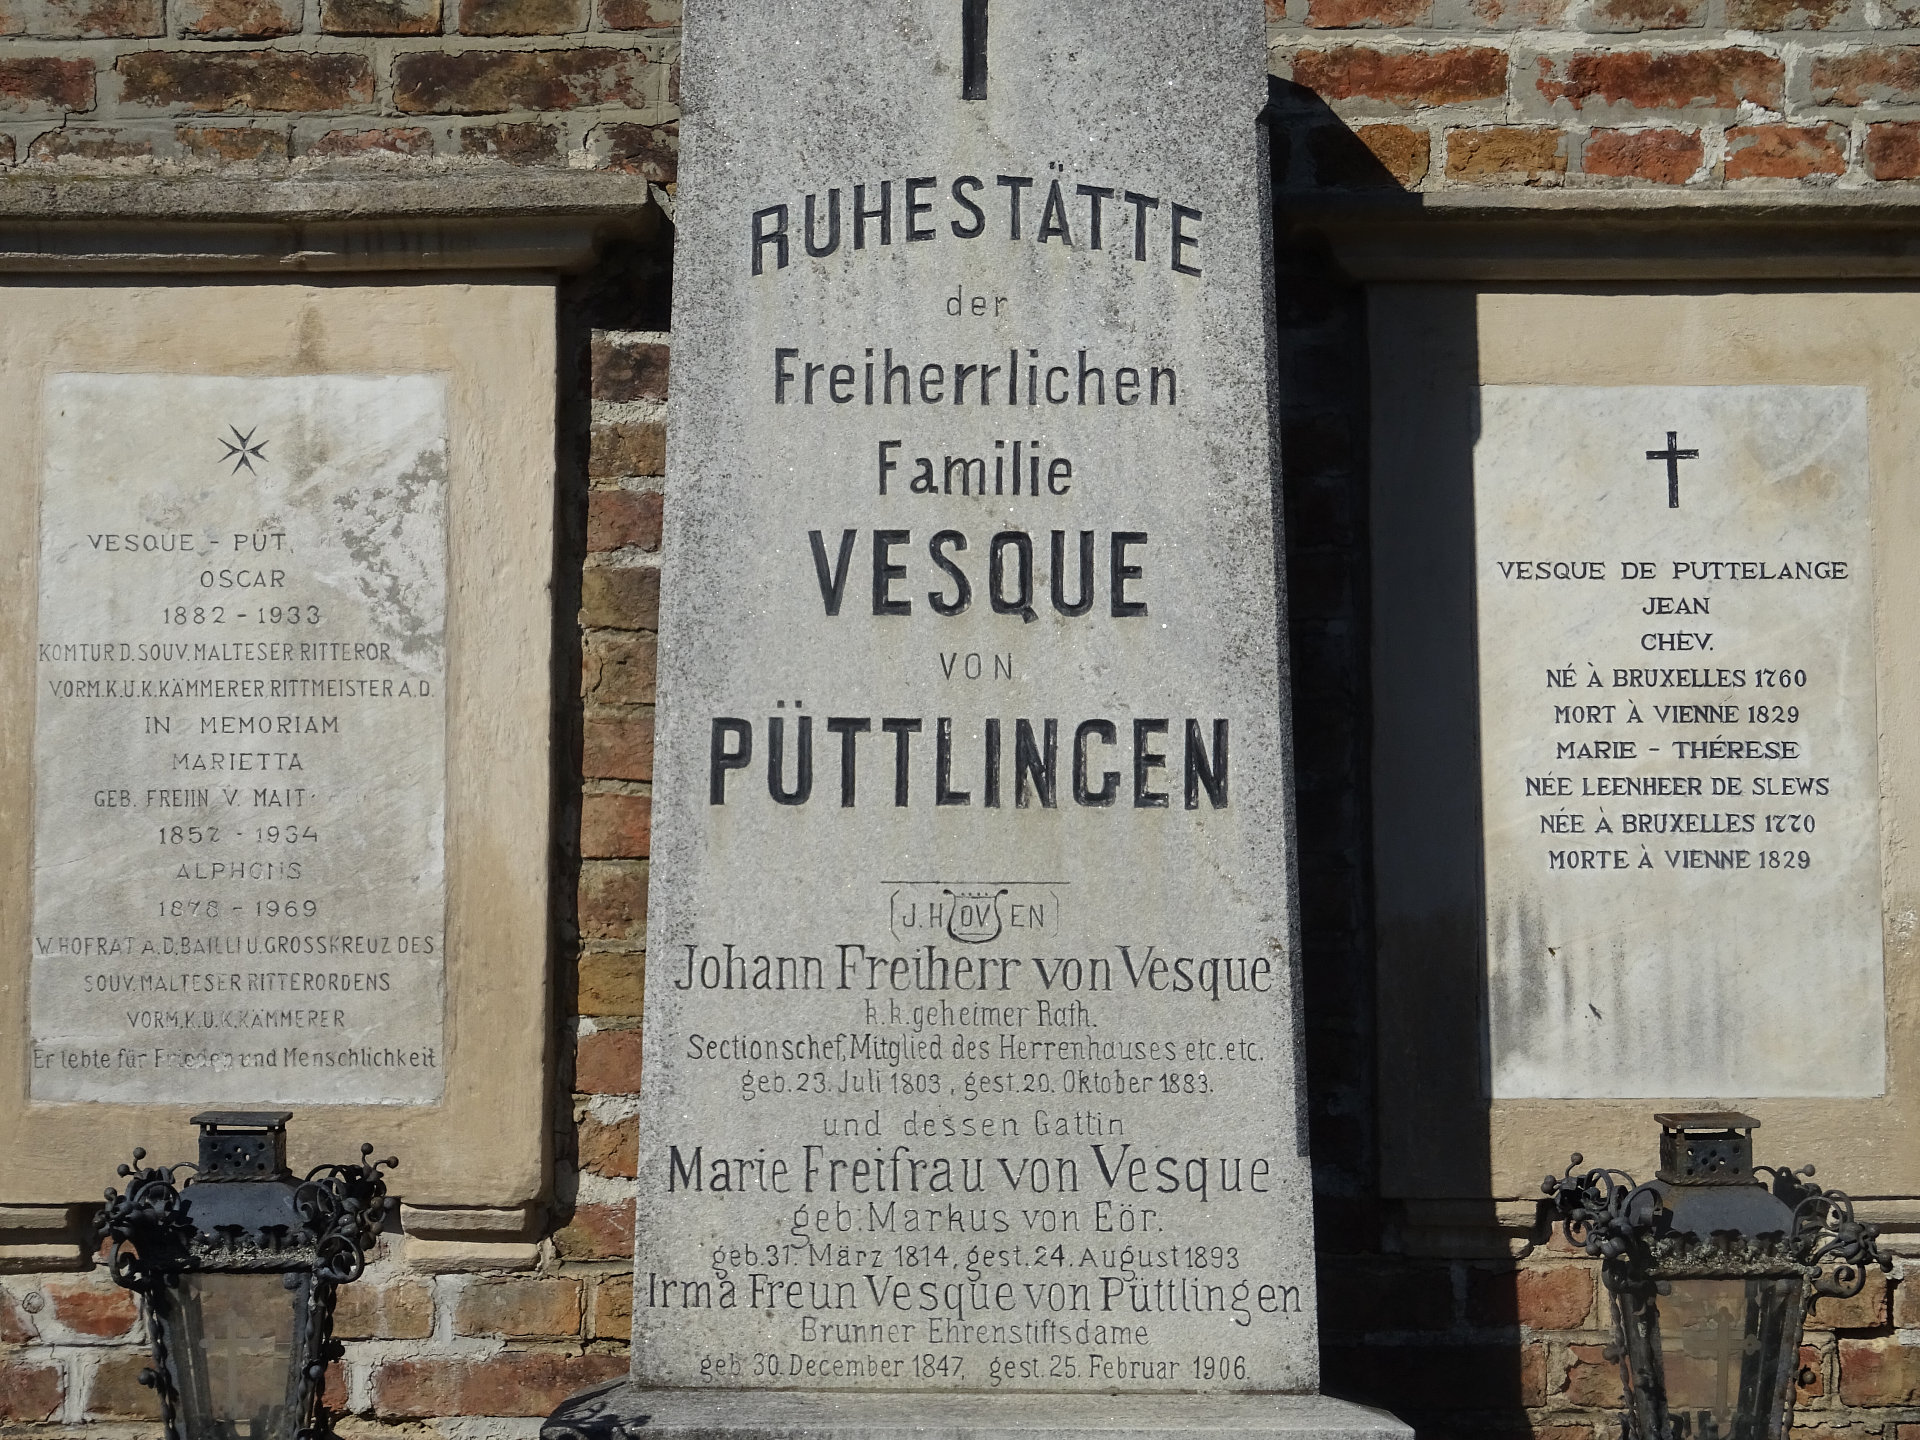 VESQUE - PÜT.
OSCAR
1882 - 1933
KOMTUR D. SOUV. MALTESER RITTEROR
VORM. K. U. K. KÄMMERER. RITTMEISTER A. D.
IN MEMORIAM
MARIETTA
GEB. FREIIN V. MAIT
1857 - 1934
ALPHONS
1878 - 1969
W. HOFRAT A. D. BAILLI U. GROSSKREUZ DES
SOUV. MALTESER RITTERORDENS
VORM. K. U. K. KÄMMERER
Er lebte für Frieden und Menschlichkeit
RUHESTÄTTE
der
Freiherrlichen
Familie
VESQUE
VON
PÜTTLINGEN
J. HOVEN
Johann Freiherr von Vesque
k. k. geheimer Rath.
Sectionschef, Mitglied des Herrenhauses etc. etc.
geb. 23. Juli 1803, gest. 20. Oktober 1883.
und dessen Gattin
Marie Freifrau von Vesque
geb. Markus von Eör.
geb. 31. März 1814, gest. 24. August 1893
Irma Freiin Vesque von Püttlingen
Brunner Ehrenstiftsdame
geb. 30. December 1847, gest. 25. Februar 1906.
VESQUE DE PUTTELANGE
JEAN
CHEV.
NÉ À BRUXELLES 1760
MORT À VIENNE 1829
MARIE - THÉRESE
NÉE LEENHEER DE SLEWS
NÉE À BRUXELLES 1770
MORTE À VIENNE 1829